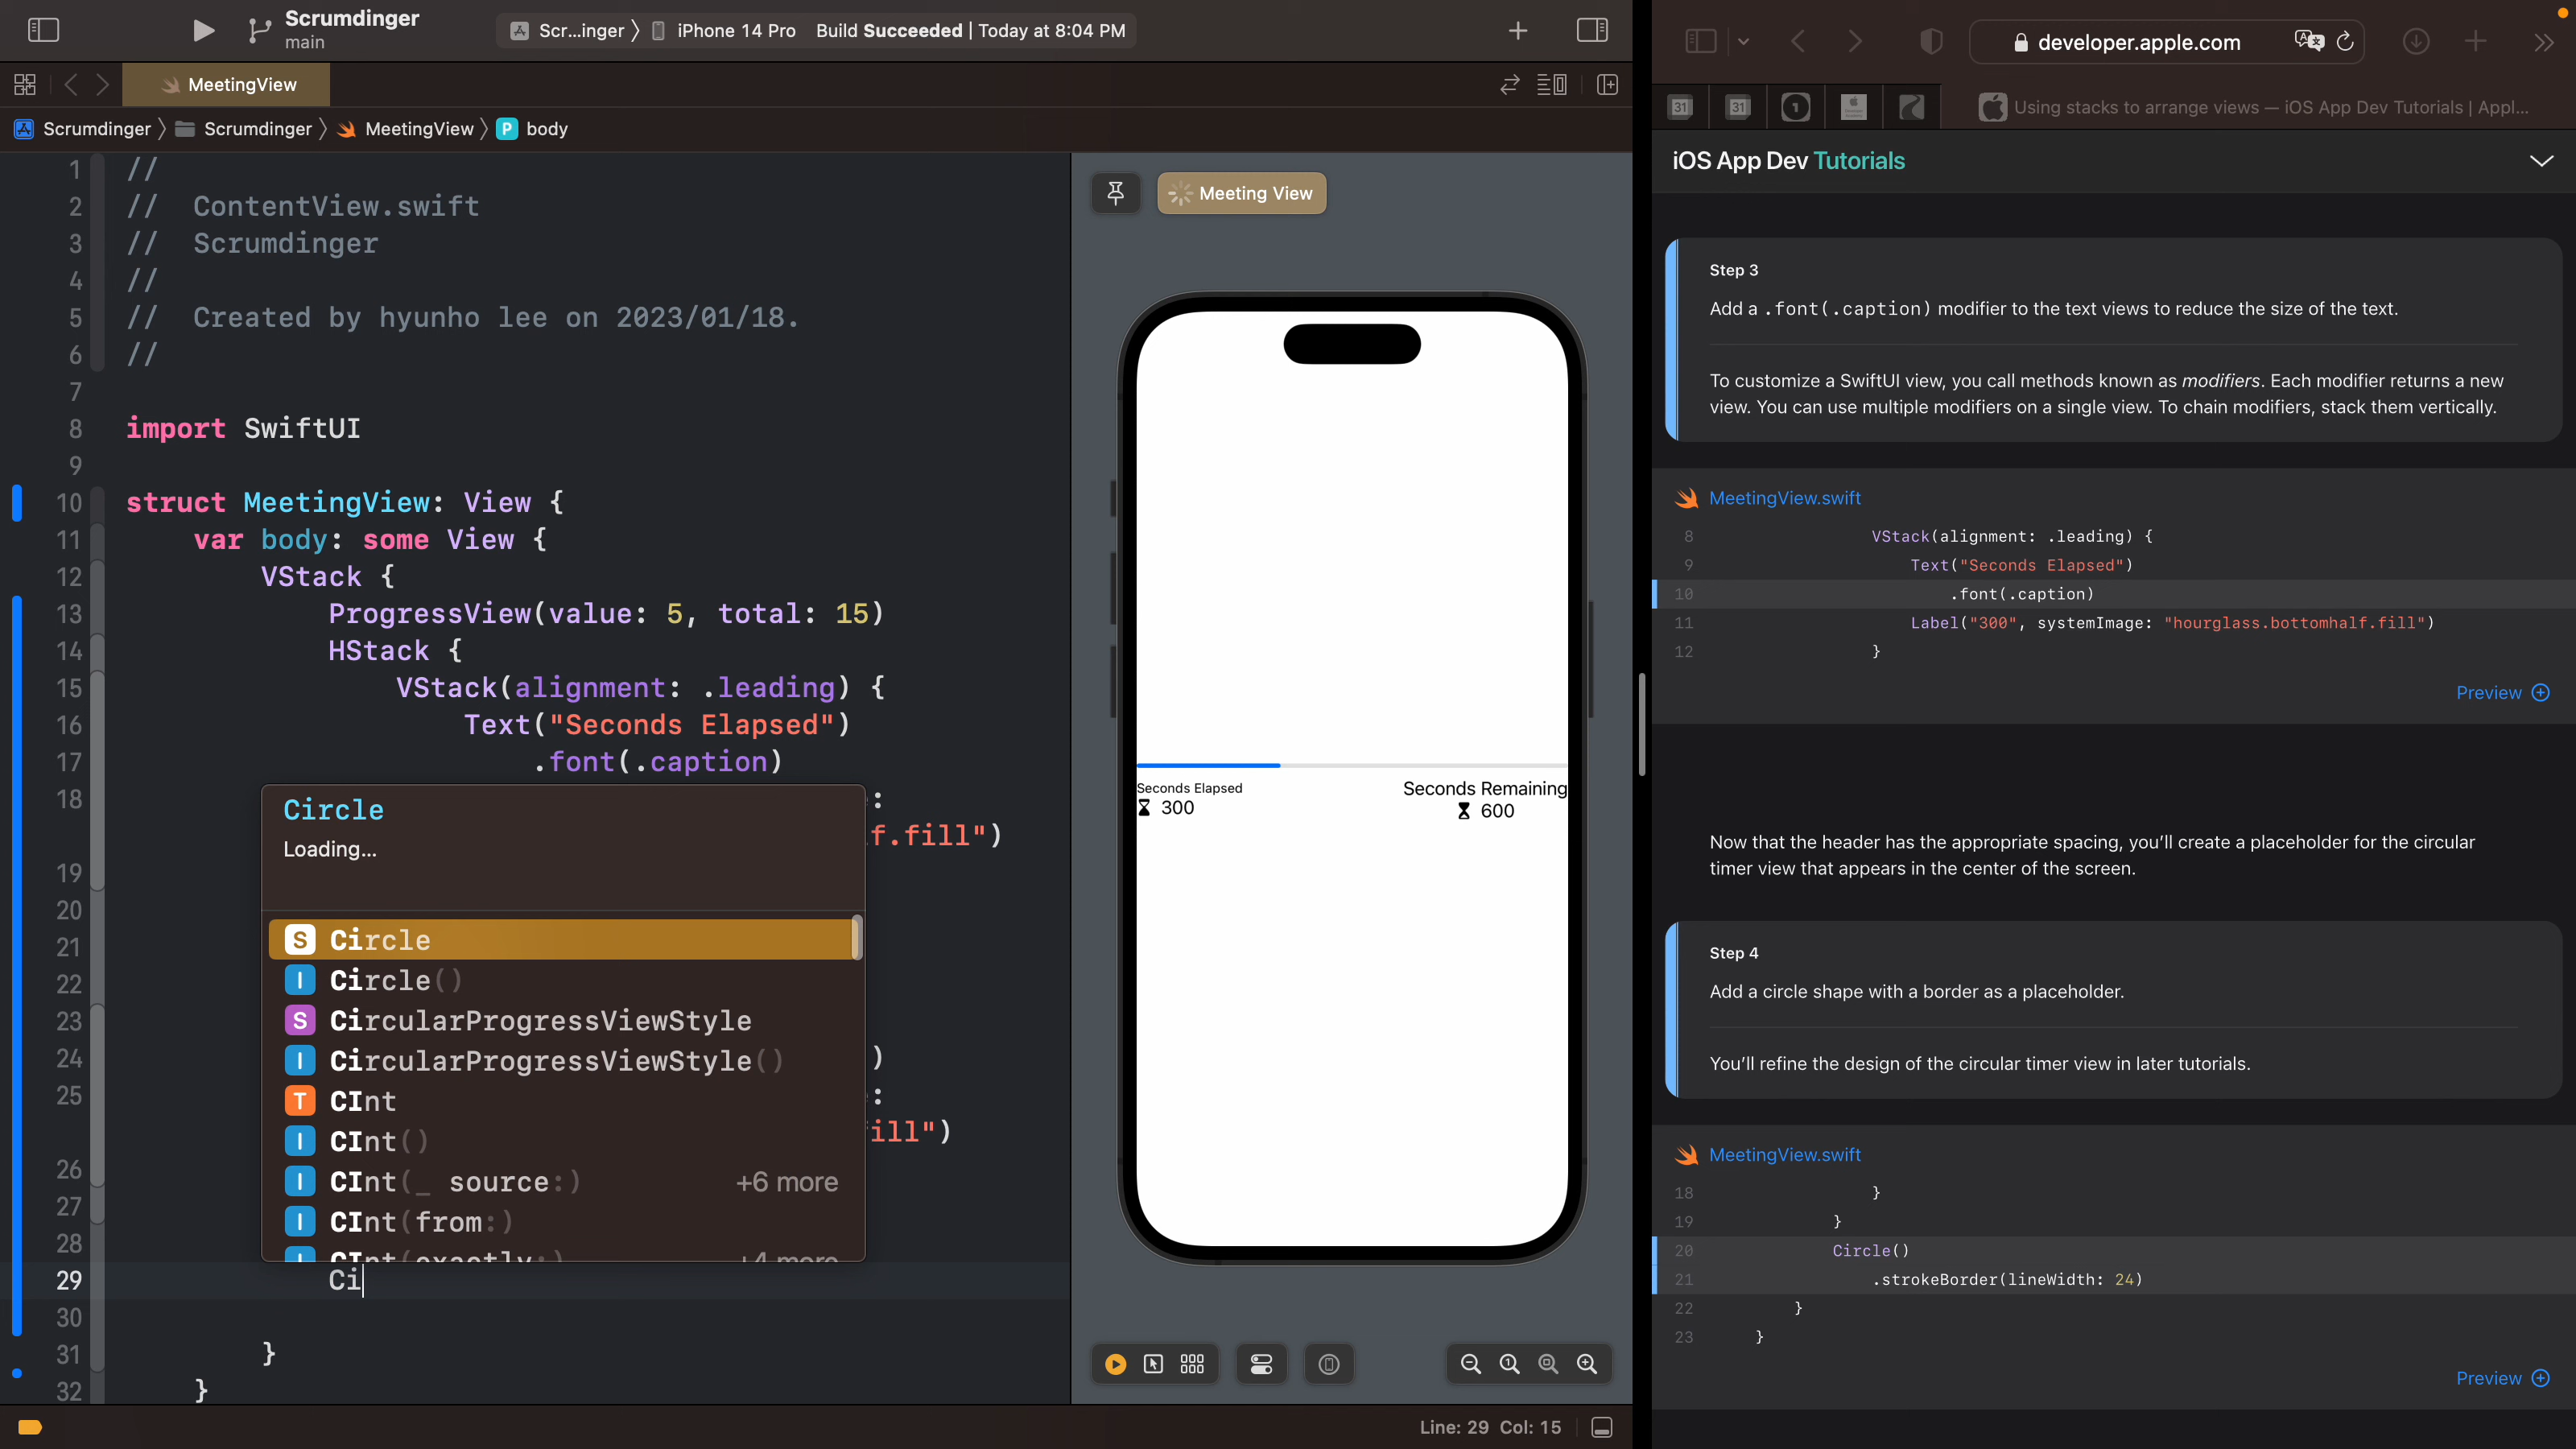 Scrumdinger
main
Scr...inger 〉 iPhone 14 Pro Build Succeeded | Today at 8:04 PM
MeetingView
Scrumdinger 〉 Scrumdinger 〉 MeetingView 〉 P body
1 //
2 //  ContentView.swift
3 //  Scrumdinger
4 //
5 //  Created by hyunho lee on 2023/01/18.
6 //
7
8 import SwiftUI
9
10 struct MeetingView: View {
11     var body: some View {
12         VStack {
13             ProgressView(value: 5, total: 15)
14             HStack {
15                 VStack(alignment: .leading) {
16                     Text("Seconds Elapsed")
17                         .font(.caption)
18 :
f.fill")
19
20
21
22
23
24 )
25 :
ill")
26
27
28
29             Ci
30
31         }
32     }
Circle
Loading...
S Circle
I Circle()
S CircularProgressViewStyle
I CircularProgressViewStyle()
T CInt
I CInt()
I CInt(_ source:) +6 more
I CInt(from:)
I CInt(exactly:) +4 more
Meeting View
Seconds Elapsed
300
Seconds Remaining
600
Line: 29 Col: 15
developer.apple.com
31
31
1
Using stacks to arrange views — iOS App Dev Tutorials | Appl...
iOS App Dev Tutorials
Step 3
Add a .font(.caption) modifier to the text views to reduce the size of the text.
To customize a SwiftUI view, you call methods known as modifiers. Each modifier returns a new
view. You can use multiple modifiers on a single view. To chain modifiers, stack them vertically.
MeetingView.swift
8 VStack(alignment: .leading) {
9     Text("Seconds Elapsed")
10         .font(.caption)
11     Label("300", systemImage: "hourglass.bottomhalf.fill")
12 }
Preview
Now that the header has the appropriate spacing, you’ll create a placeholder for the circular
timer view that appears in the center of the screen.
Step 4
Add a circle shape with a border as a placeholder.
You’ll refine the design of the circular timer view in later tutorials.
MeetingView.swift
18 }
19 }
20 Circle()
21     .strokeBorder(lineWidth: 24)
22 }
23 }
Preview